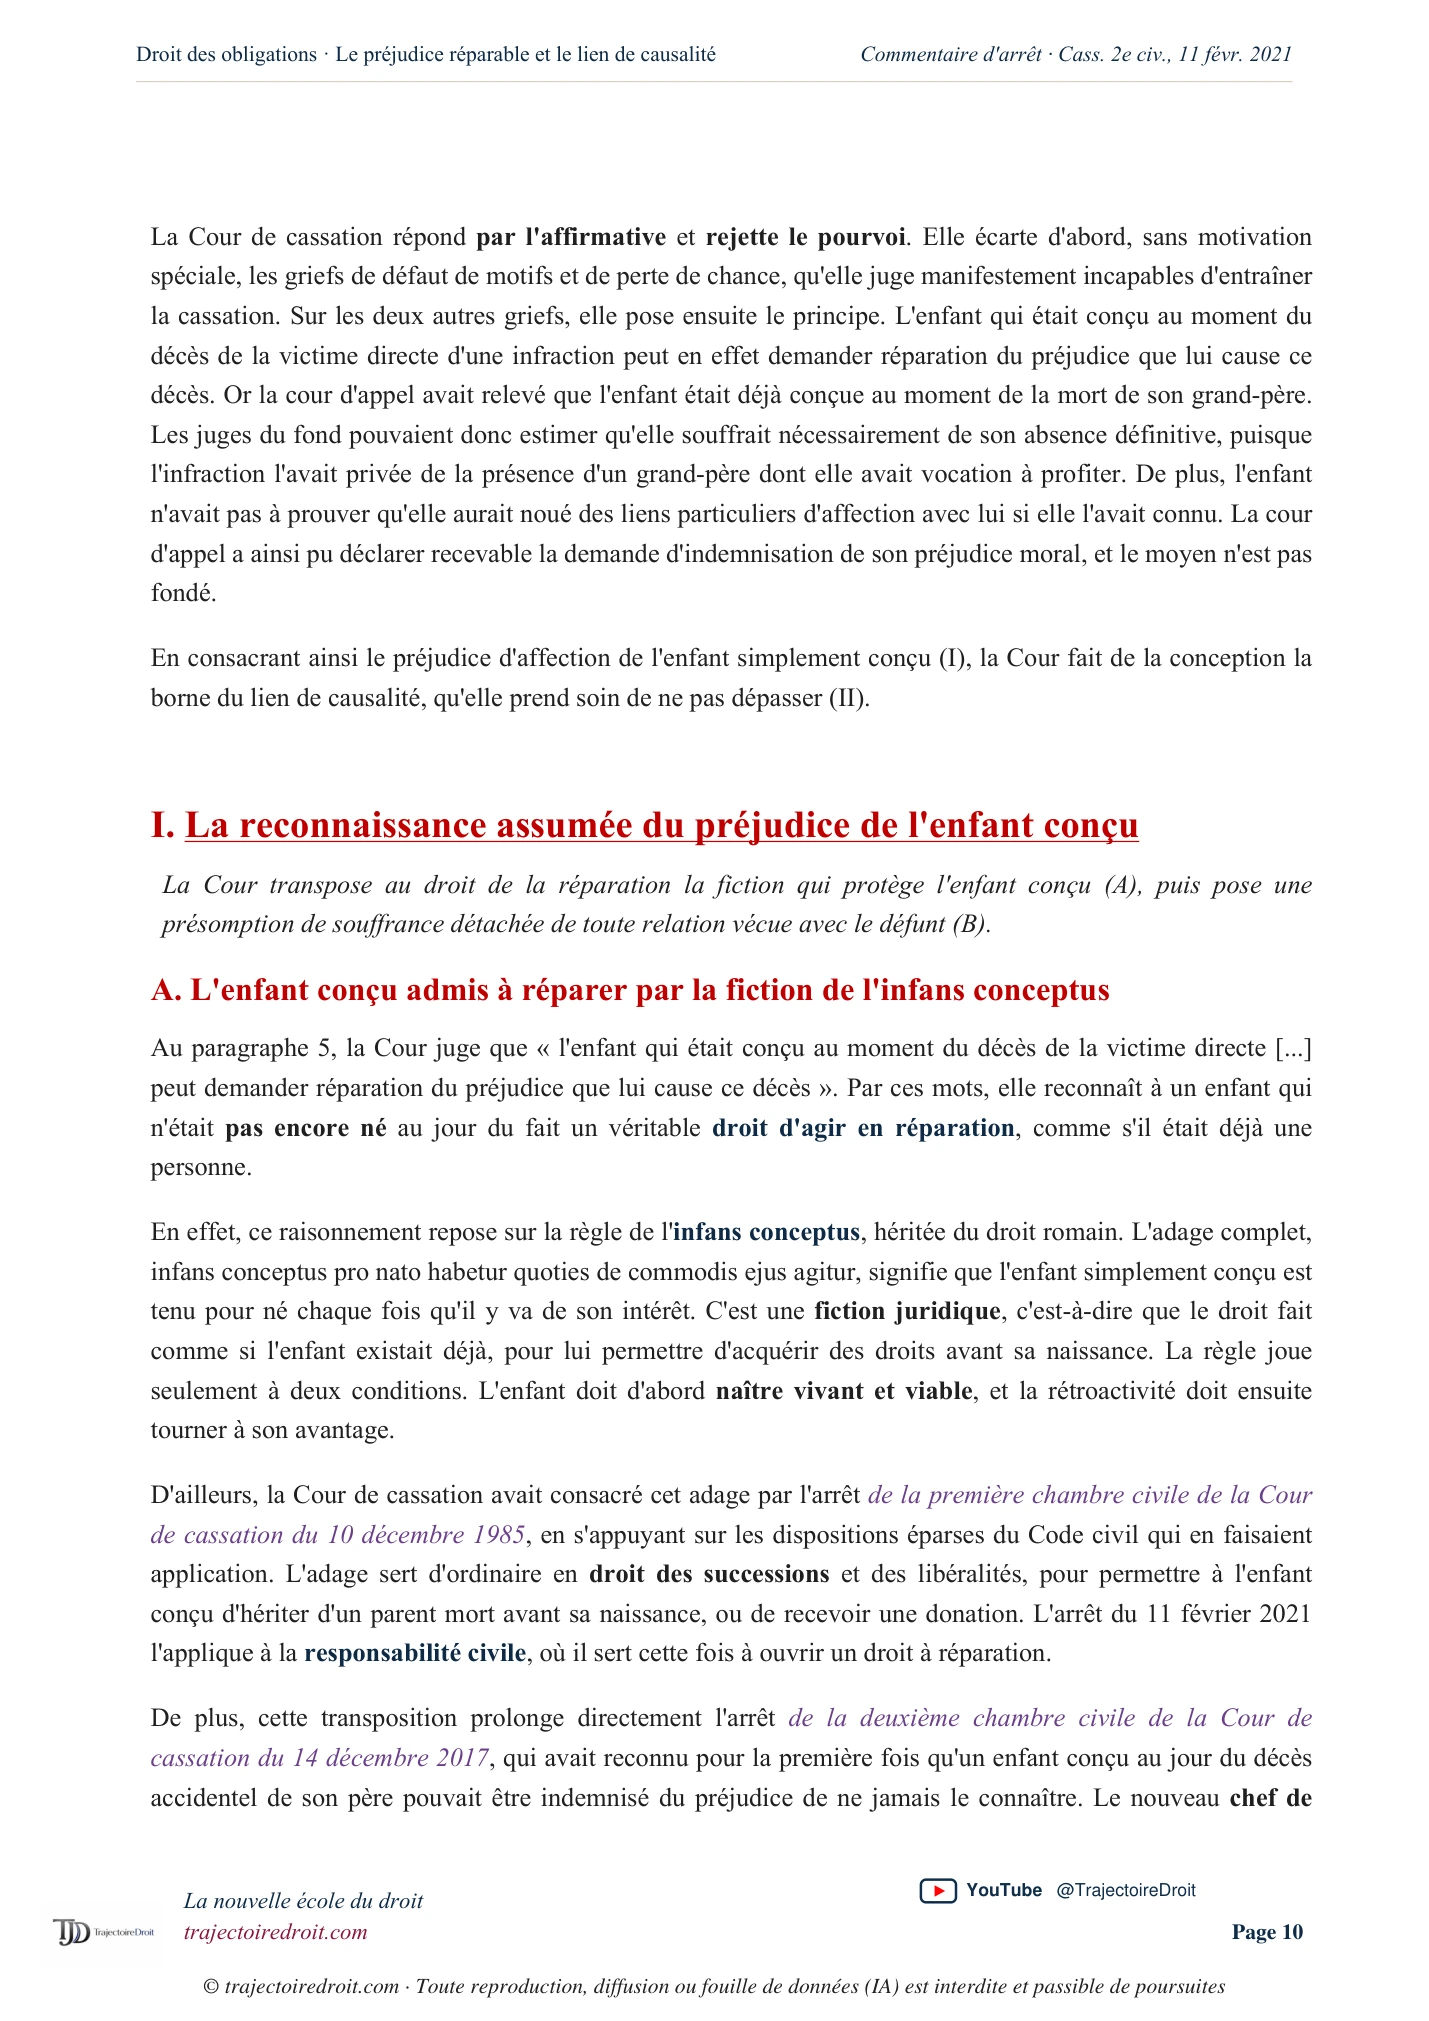 Droit des obligations · Le préjudice réparable et le lien de causalité
Commentaire d'arrêt · Cass. 2e civ., 11 févr. 2021
La Cour de cassation répond par l'affirmative et rejette le pourvoi. Elle écarte d'abord, sans motivation
spéciale, les griefs de défaut de motifs et de perte de chance, qu'elle juge manifestement incapables d'entraîner
la cassation. Sur les deux autres griefs, elle pose ensuite le principe. L'enfant qui était conçu au moment du
décès de la victime directe d'une infraction peut en effet demander réparation du préjudice que lui cause ce
décès. Or la cour d'appel avait relevé que l'enfant était déjà conçue au moment de la mort de son grand-père.
Les juges du fond pouvaient donc estimer qu'elle souffrait nécessairement de son absence définitive, puisque
l'infraction l'avait privée de la présence d'un grand-père dont elle avait vocation à profiter. De plus, l'enfant
n'avait pas à prouver qu'elle aurait noué des liens particuliers d'affection avec lui si elle l'avait connu. La cour
d'appel a ainsi pu déclarer recevable la demande d'indemnisation de son préjudice moral, et le moyen n'est pas
fondé.
En consacrant ainsi le préjudice d'affection de l'enfant simplement conçu (I), la Cour fait de la conception la
borne du lien de causalité, qu'elle prend soin de ne pas dépasser (II).
I. La reconnaissance assumée du préjudice de l'enfant conçu
La Cour transpose au droit de la réparation la fiction qui protège l'enfant conçu (A), puis pose une
présomption de souffrance détachée de toute relation vécue avec le défunt (B).
A. L'enfant conçu admis à réparer par la fiction de l'infans conceptus
Au paragraphe 5, la Cour juge que « l'enfant qui était conçu au moment du décès de la victime directe [...]
peut demander réparation du préjudice que lui cause ce décès ». Par ces mots, elle reconnaît à un enfant qui
n'était pas encore né au jour du fait un véritable droit d'agir en réparation, comme s'il était déjà une
personne.
En effet, ce raisonnement repose sur la règle de l'infans conceptus, héritée du droit romain. L'adage complet,
infans conceptus pro nato habetur quoties de commodis ejus agitur, signifie que l'enfant simplement conçu est
tenu pour né chaque fois qu'il y va de son intérêt. C'est une fiction juridique, c'est-à-dire que le droit fait
comme si l'enfant existait déjà, pour lui permettre d'acquérir des droits avant sa naissance. La règle joue
seulement à deux conditions. L'enfant doit d'abord naître vivant et viable, et la rétroactivité doit ensuite
tourner à son avantage.
D'ailleurs, la Cour de cassation avait consacré cet adage par l'arrêt de la première chambre civile de la Cour
de cassation du 10 décembre 1985, en s'appuyant sur les dispositions éparses du Code civil qui en faisaient
application. L'adage sert d'ordinaire en droit des successions et des libéralités, pour permettre à l'enfant
conçu d'hériter d'un parent mort avant sa naissance, ou de recevoir une donation. L'arrêt du 11 février 2021
l'applique à la responsabilité civile, où il sert cette fois à ouvrir un droit à réparation.
De plus, cette transposition prolonge directement l'arrêt de la deuxième chambre civile de la Cour de
cassation du 14 décembre 2017, qui avait reconnu pour la première fois qu'un enfant conçu au jour du décès
accidentel de son père pouvait être indemnisé du préjudice de ne jamais le connaître. Le nouveau chef de
La nouvelle école du droit
YouTube @TrajectoireDroit
TJD TrajectoireDroit
trajectoiredroit.com
Page 10
© trajectoiredroit.com · Toute reproduction, diffusion ou fouille de données (IA) est interdite et passible de poursuites